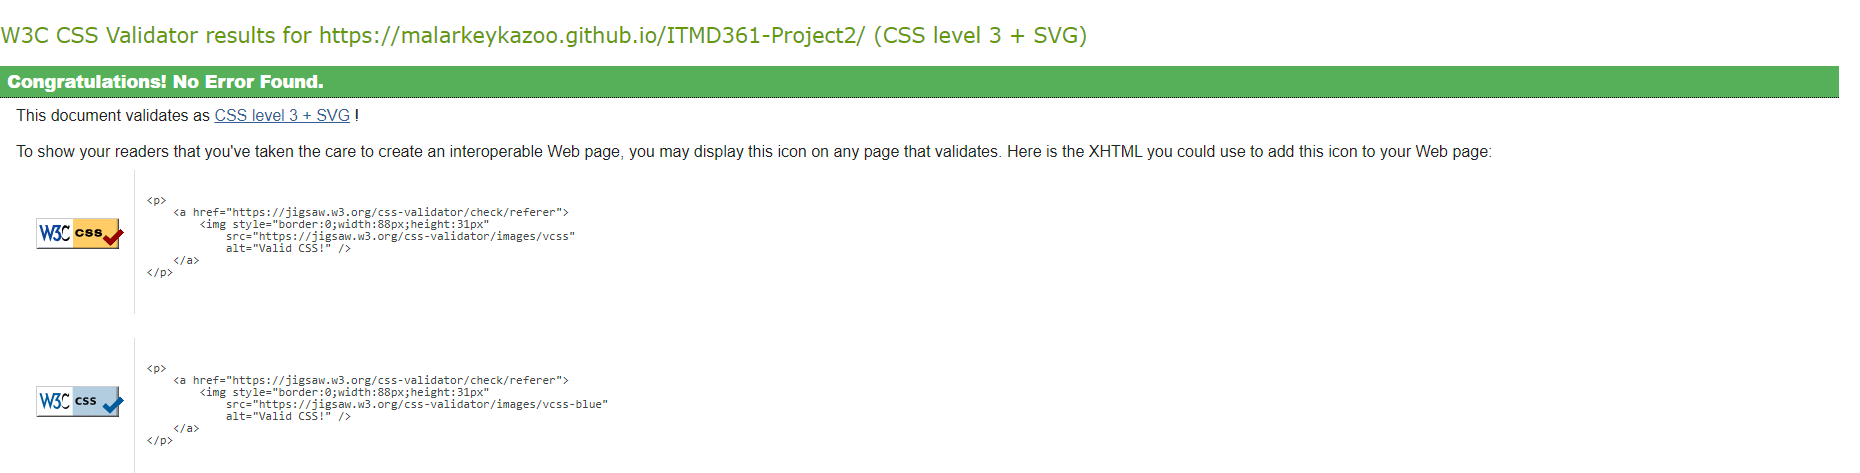 W3C CSS Validator results for https://malarkeykazoo.github.io/ITMD361-Project2/ (CSS level 3 + SVG)
Congratulations! No Error Found.
This document validates as CSS level 3 + SVG !
To show your readers that you've taken the care to create an interoperable Web page, you may display this icon on any page that validates. Here is the XHTML you could use to add this icon to your Web page:
W3C css
<p>
    <a href="https://jigsaw.w3.org/css-validator/check/referer">
        <img style="border:0;width:88px;height:31px"
            src="https://jigsaw.w3.org/css-validator/images/vcss"
            alt="Valid CSS!" />
    </a>
</p>
W3C css
<p>
    <a href="https://jigsaw.w3.org/css-validator/check/referer">
        <img style="border:0;width:88px;height:31px"
            src="https://jigsaw.w3.org/css-validator/images/vcss-blue"
            alt="Valid CSS!" />
    </a>
</p>